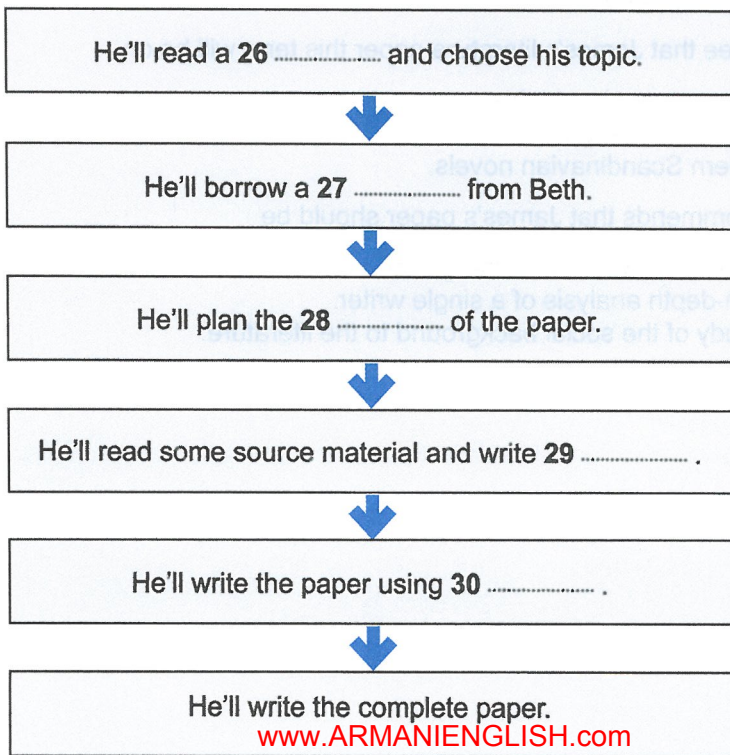 He'll read a 26 .................... and choose his topic.
He'll borrow a 27 .................... from Beth.
He'll plan the 28 .................... of the paper.
He'll read some source material and write 29 .................... .
He'll write the paper using 30 .................... .
He'll write the complete paper.
www.ARMANIENGLISH.com